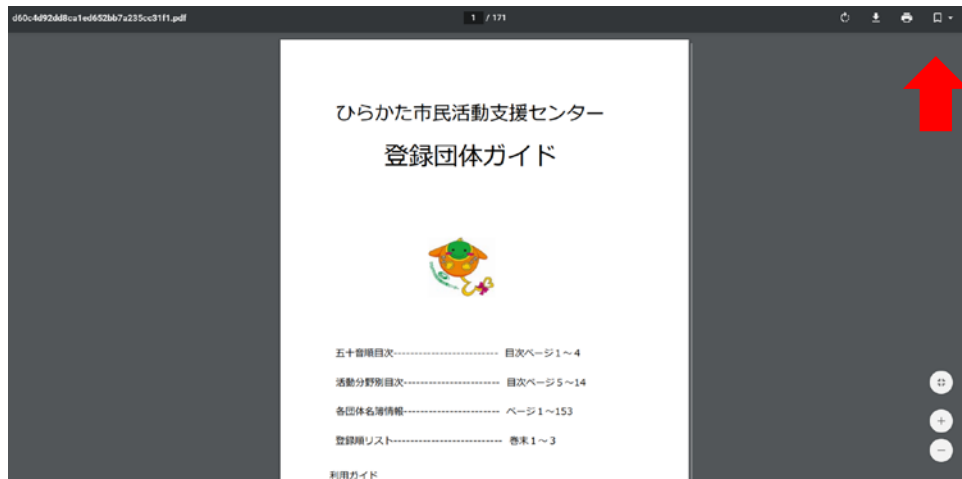 d60c4d92dd8ca1ed652bb7a235cc31f1.pdf
1 / 171
ひらかた市民活動支援センター
登録団体ガイド
五十音順目次-------------------------- 目次ページ１～４
活動分野別目次------------------------ 目次ページ５～14
各団体名簿情報------------------------ ページ１～153
登録順リスト--------------------------- 巻末１～３
利用ガイド